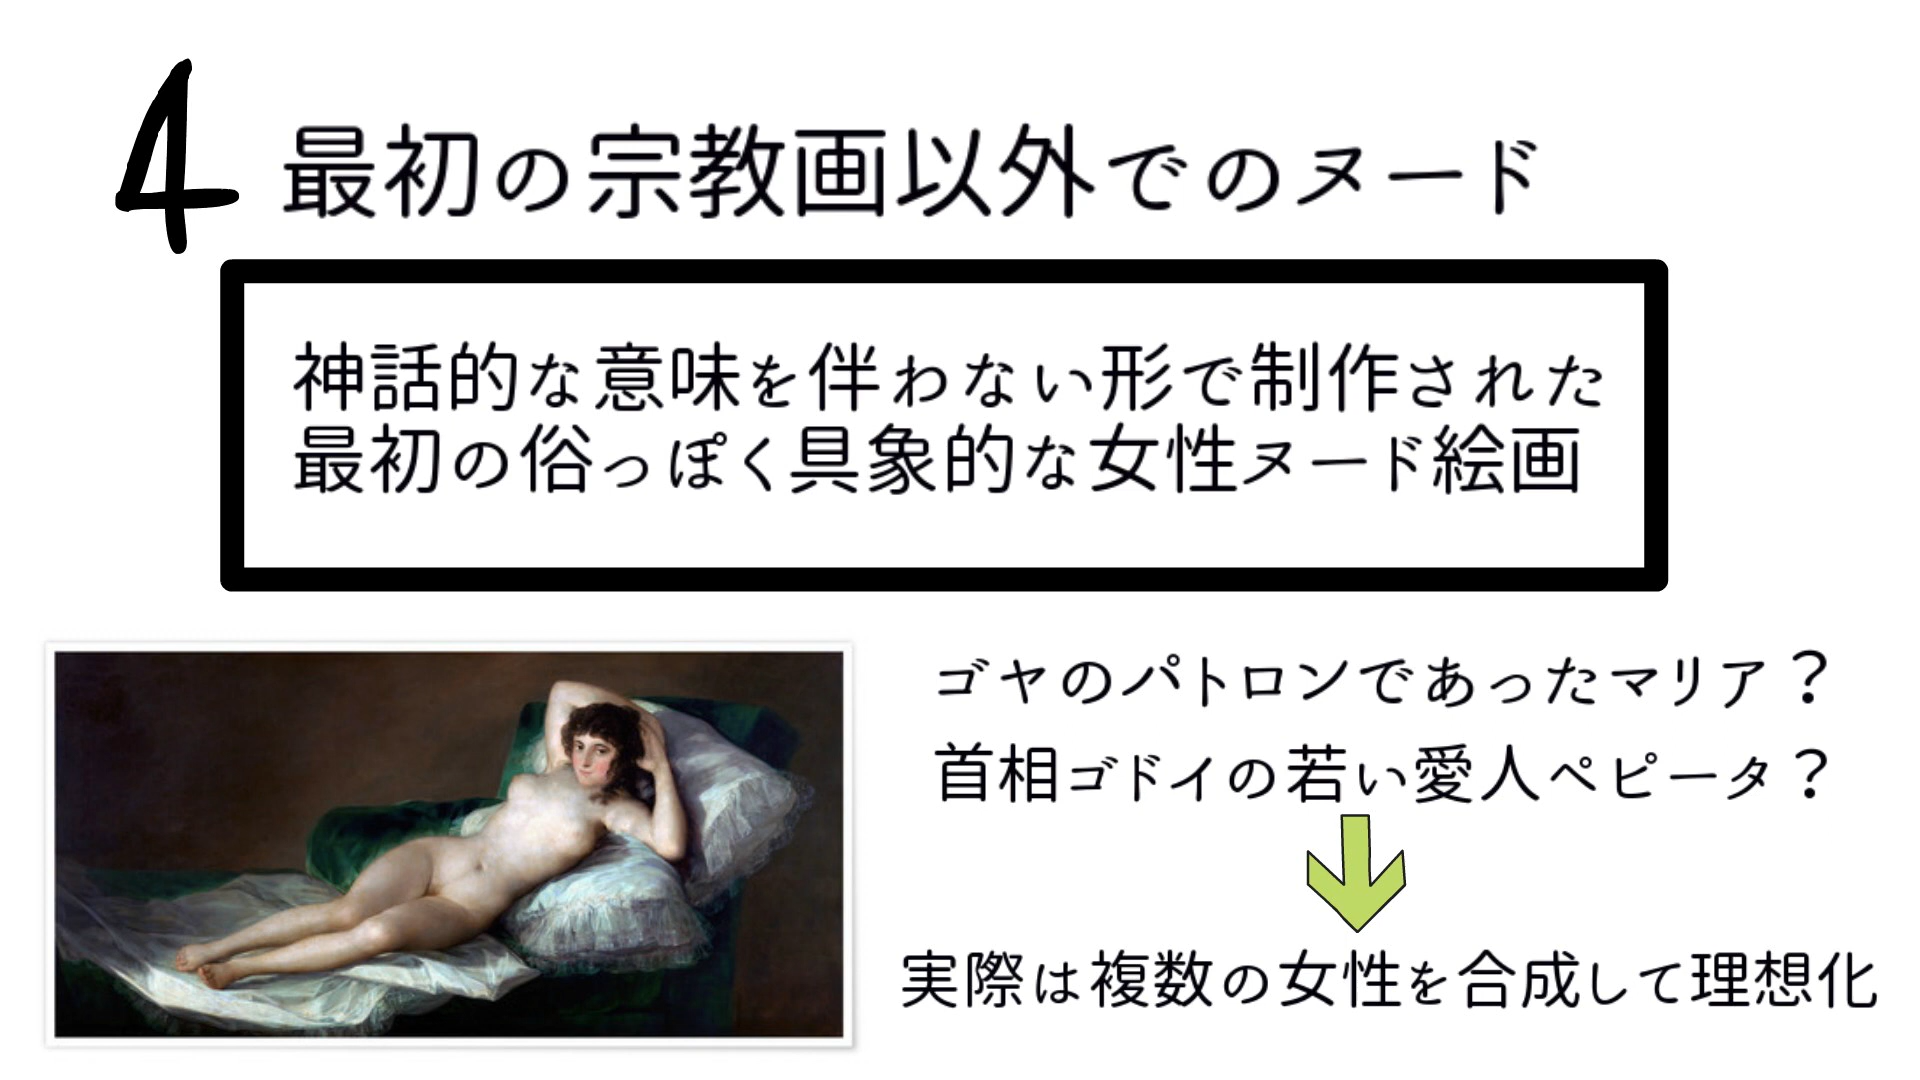 4 最初の宗教画以外でのヌード
神話的な意味を伴わない形で制作された
最初の俗っぽく具象的な女性ヌード絵画
ゴヤのパトロンであったマリア？
首相ゴドイの若い愛人ペピータ？
実際は複数の女性を合成して理想化